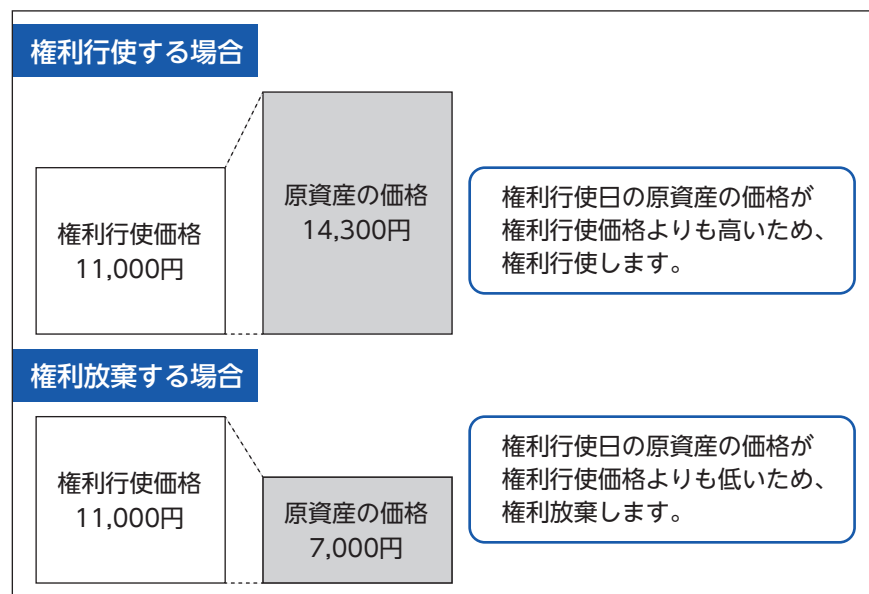 権利行使する場合
権利行使価格
11,000円
原資産の価格
14,300円
権利行使日の原資産の価格が
権利行使価格よりも高いため、
権利行使します。
権利放棄する場合
権利行使価格
11,000円
原資産の価格
7,000円
権利行使日の原資産の価格が
権利行使価格よりも低いため、
権利放棄します。